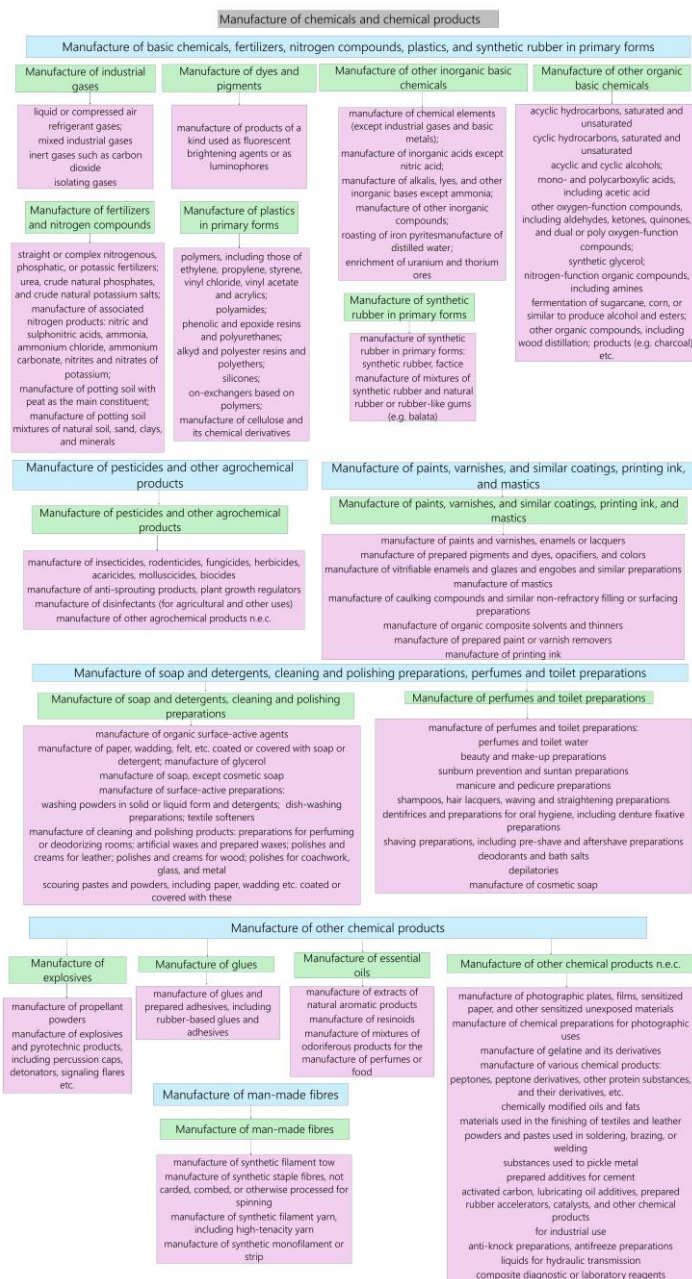 Manufacture of chemicals and chemical products
Manufacture of basic chemicals, fertilizers, nitrogen compounds, plastics, and synthetic rubber in primary forms
Manufacture of industrial
gases
liquid or compressed air
refrigerant gases;
mixed industrial gases
inert gases such as carbon
dioxide
isolating gases
Manufacture of dyes and
pigments
manufacture of products of a
kind used as fluorescent
brightening agents or as
luminophores
Manufacture of other inorganic basic
chemicals
manufacture of chemical elements
(except industrial gases and basic
metals);
manufacture of inorganic acids except
nitric acid;
manufacture of alkalis, lyes, and other
inorganic bases except ammonia;
manufacture of other inorganic
compounds;
roasting of iron pyritesmanufacture of
distilled water;
enrichment of uranium and thorium
ores
Manufacture of other organic
basic chemicals
acyclic hydrocarbons, saturated and
unsaturated
cyclic hydrocarbons, saturated and
unsaturated
acyclic and cyclic alcohols;
mono- and polycarboxylic acids,
including acetic acid
other oxygen-function compounds,
including aldehydes, ketones, quinones,
and dual or poly oxygen-function
compounds;
synthetic glycerol;
nitrogen-function organic compounds,
including amines
fermentation of sugarcane, corn, or
similar to produce alcohol and esters;
other organic compounds, including
wood distillation; products (e.g. charcoal)
etc.
Manufacture of fertilizers
and nitrogen compounds
straight or complex nitrogenous,
phosphatic, or potassic fertilizers;
urea, crude natural phosphates,
and crude natural potassium salts;
manufacture of associated
nitrogen products: nitric and
sulphonitric acids, ammonia,
ammonium chloride, ammonium
carbonate, nitrites and nitrates of
potassium;
manufacture of potting soil with
peat as the main constituent;
manufacture of potting soil
mixtures of natural soil, sand, clays,
and minerals
Manufacture of plastics in
primary forms
polymers, including those of
ethylene, propylene, styrene,
vinyl chloride, vinyl acetate
and acrylics;
polyamides;
phenolic and epoxide resins
and polyurethanes;
alkyd and polyester resins and
polyethers;
silicones;
on-exchangers based on
polymers;
manufacture of cellulose and
its chemical derivatives
Manufacture of synthetic
rubber in primary forms
manufacture of synthetic
rubber in primary forms:
synthetic rubber, factice
manufacture of mixtures of
synthetic rubber and natural
rubber or rubber-like gums
(e.g. balata)
Manufacture of pesticides and other agrochemical
products
Manufacture of pesticides and other agrochemical
products
manufacture of insecticides, rodenticides, fungicides, herbicides,
acaricides, molluscicides, biocides
manufacture of anti-sprouting products, plant growth regulators
manufacture of disinfectants (for agricultural and other uses)
manufacture of other agrochemical products n.e.c.
Manufacture of paints, varnishes, and similar coatings, printing ink,
and mastics
Manufacture of paints, varnishes, and similar coatings, printing ink, and
mastics
manufacture of paints and varnishes, enamels or lacquers
manufacture of prepared pigments and dyes, opacifiers, and colors
manufacture of vitrifiable enamels and glazes and engobes and similar preparations
manufacture of mastics
manufacture of caulking compounds and similar non-refractory filling or surfacing
preparations
manufacture of organic composite solvents and thinners
manufacture of prepared paint or varnish removers
manufacture of printing ink
Manufacture of soap and detergents, cleaning and polishing preparations, perfumes and toilet preparations
Manufacture of soap and detergents, cleaning and polishing
preparations
manufacture of organic surface-active agents
manufacture of paper, wadding, felt, etc. coated or covered with soap or
detergent; manufacture of glycerol
manufacture of soap, except cosmetic soap
manufacture of surface-active preparations:
washing powders in solid or liquid form and detergents; dish-washing
preparations; textile softeners
manufacture of cleaning and polishing products: preparations for perfuming
or deodorizing rooms; artificial waxes and prepared waxes; polishes and
creams for leather; polishes and creams for wood; polishes for coachwork,
glass, and metal
scouring pastes and powders, including paper, wadding etc. coated or
covered with these
Manufacture of perfumes and toilet preparations
manufacture of perfumes and toilet preparations:
perfumes and toilet water
beauty and make-up preparations
sunburn prevention and suntan preparations
manicure and pedicure preparations
shampoos, hair lacquers, waving and straightening preparations
dentifrices and preparations for oral hygiene, including denture fixative
preparations
shaving preparations, including pre-shave and aftershave preparations
deodorants and bath salts
depilatories
manufacture of cosmetic soap
Manufacture of other chemical products
Manufacture of
explosives
manufacture of propellant
powders
manufacture of explosives
and pyrotechnic products,
including percussion caps,
detonators, signaling flares
etc.
Manufacture of glues
manufacture of glues and
prepared adhesives, including
rubber-based glues and
adhesives
Manufacture of essential
oils
manufacture of extracts of
natural aromatic products
manufacture of resinoids
manufacture of mixtures of
odoriferous products for the
manufacture of perfumes or
food
Manufacture of other chemical products n.e.c.
manufacture of photographic plates, films, sensitized
paper, and other sensitized unexposed materials
manufacture of chemical preparations for photographic
uses
manufacture of gelatine and its derivatives
manufacture of various chemical products:
peptones, peptone derivatives, other protein substances,
and their derivatives, etc.
chemically modified oils and fats
materials used in the finishing of textiles and leather
powders and pastes used in soldering, brazing, or
welding
substances used to pickle metal
prepared additives for cement
activated carbon, lubricating oil additives, prepared
rubber accelerators, catalysts, and other chemical
products
for industrial use
anti-knock preparations, antifreeze preparations
liquids for hydraulic transmission
composite diagnostic or laboratory reagents
Manufacture of man-made fibres
Manufacture of man-made fibres
manufacture of synthetic filament tow
manufacture of synthetic staple fibres, not
carded, combed, or otherwise processed for
spinning
manufacture of synthetic filament yarn,
including high-tenacity yarn
manufacture of synthetic monofilament or
strip